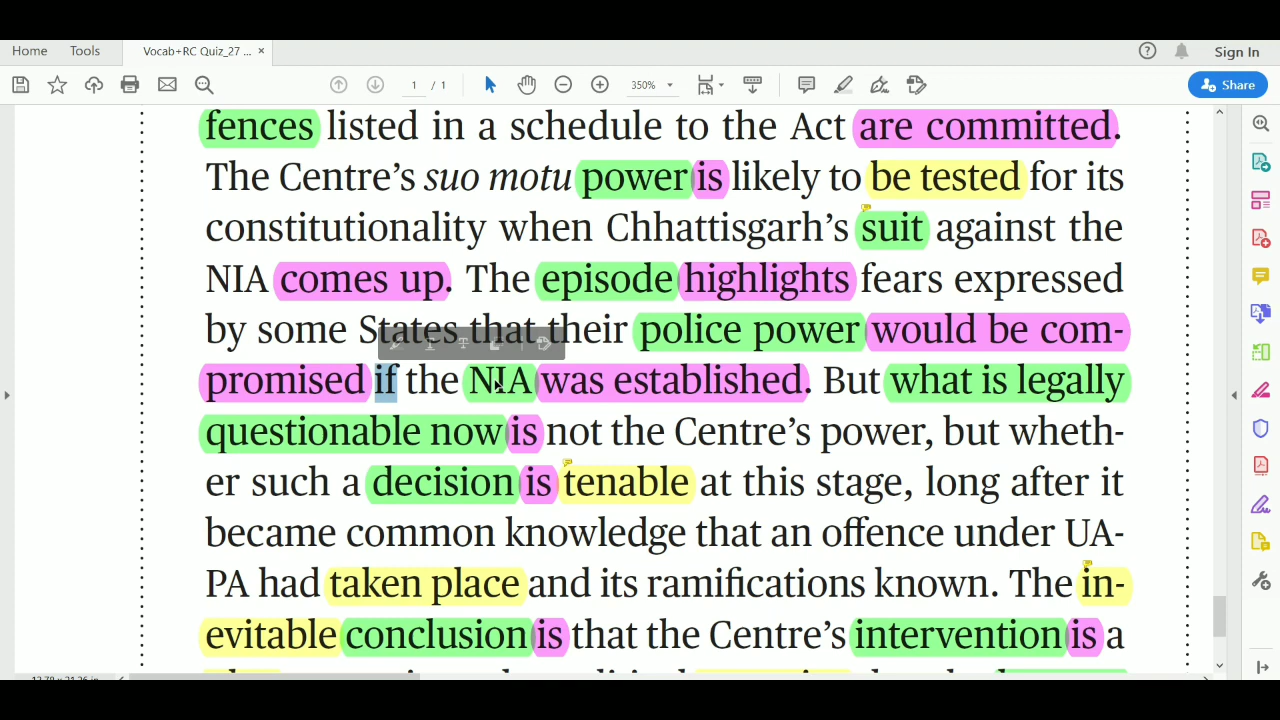 Home Tools Vocab+RC Quiz_27 ... × Sign In
1 / 1 350% Share
fences listed in a schedule to the Act are committed.
The Centre's suo motu power is likely to be tested for its
constitutionality when Chhattisgarh's suit against the
NIA comes up. The episode highlights fears expressed
by some States that their police power would be com-
promised if the NIA was established. But what is legally
questionable now is not the Centre's power, but wheth-
er such a decision is tenable at this stage, long after it
became common knowledge that an offence under UA-
PA had taken place and its ramifications known. The in-
evitable conclusion is that the Centre's intervention is a